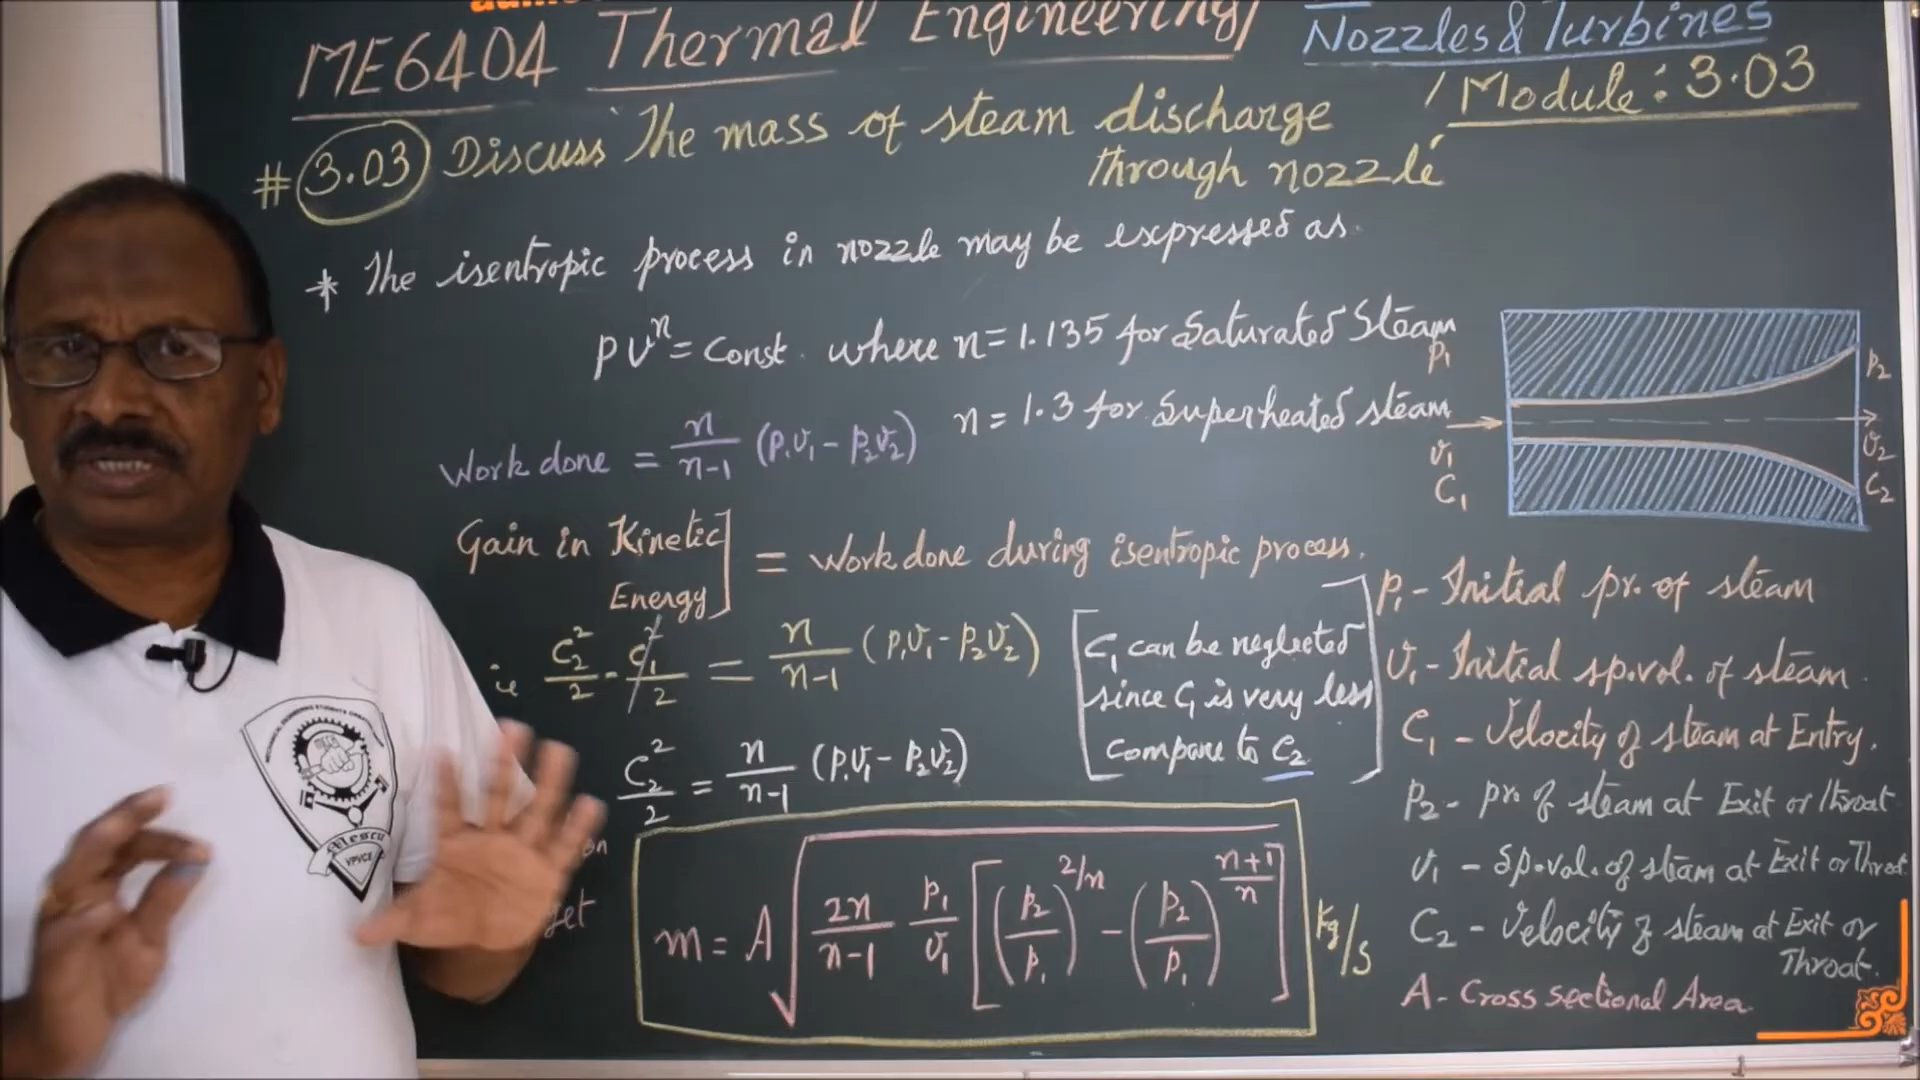 ME6404 Thermal Engineering/ Nozzles & Turbines
/ Module: 3.03
# 3.03 Discuss The mass of steam discharge
through nozzle
* The isentropic process in nozzle may be expressed as
pvⁿ = Const. where n = 1.135 for Saturated Steam
n = 1.3 for Superheated steam
Work done = n/n-1 (p₁v₁ - p₂v₂)
p₁
v₁
C₁
p₂
v₂
C₂
Gain in Kinetic Energy] = Work done during isentropic process.
ie C₂²/2 - C₁²/2 = n/n-1 (p₁v₁ - p₂v₂)
[C₁ can be neglected
since C₁ is very less
compare to C₂]
C₂²/2 = n/n-1 (p₁v₁ - p₂v₂)
on
get
m = A √ 2n/n-1 p₁/v₁ [(p₂/p₁)^2/n - (p₂/p₁)^n+1/n] kg/s
p₁ - Initial pr. of steam
v₁ - Initial sp.vol. of steam.
C₁ - Velocity of steam at Entry.
p₂ - pr. of steam at Exit or throat
v₁ - Sp.vol. of steam at Exit or Throat
C₂ - Velocity of steam at Exit or
Throat.
A - Cross sectional Area
MECH
VPVCE